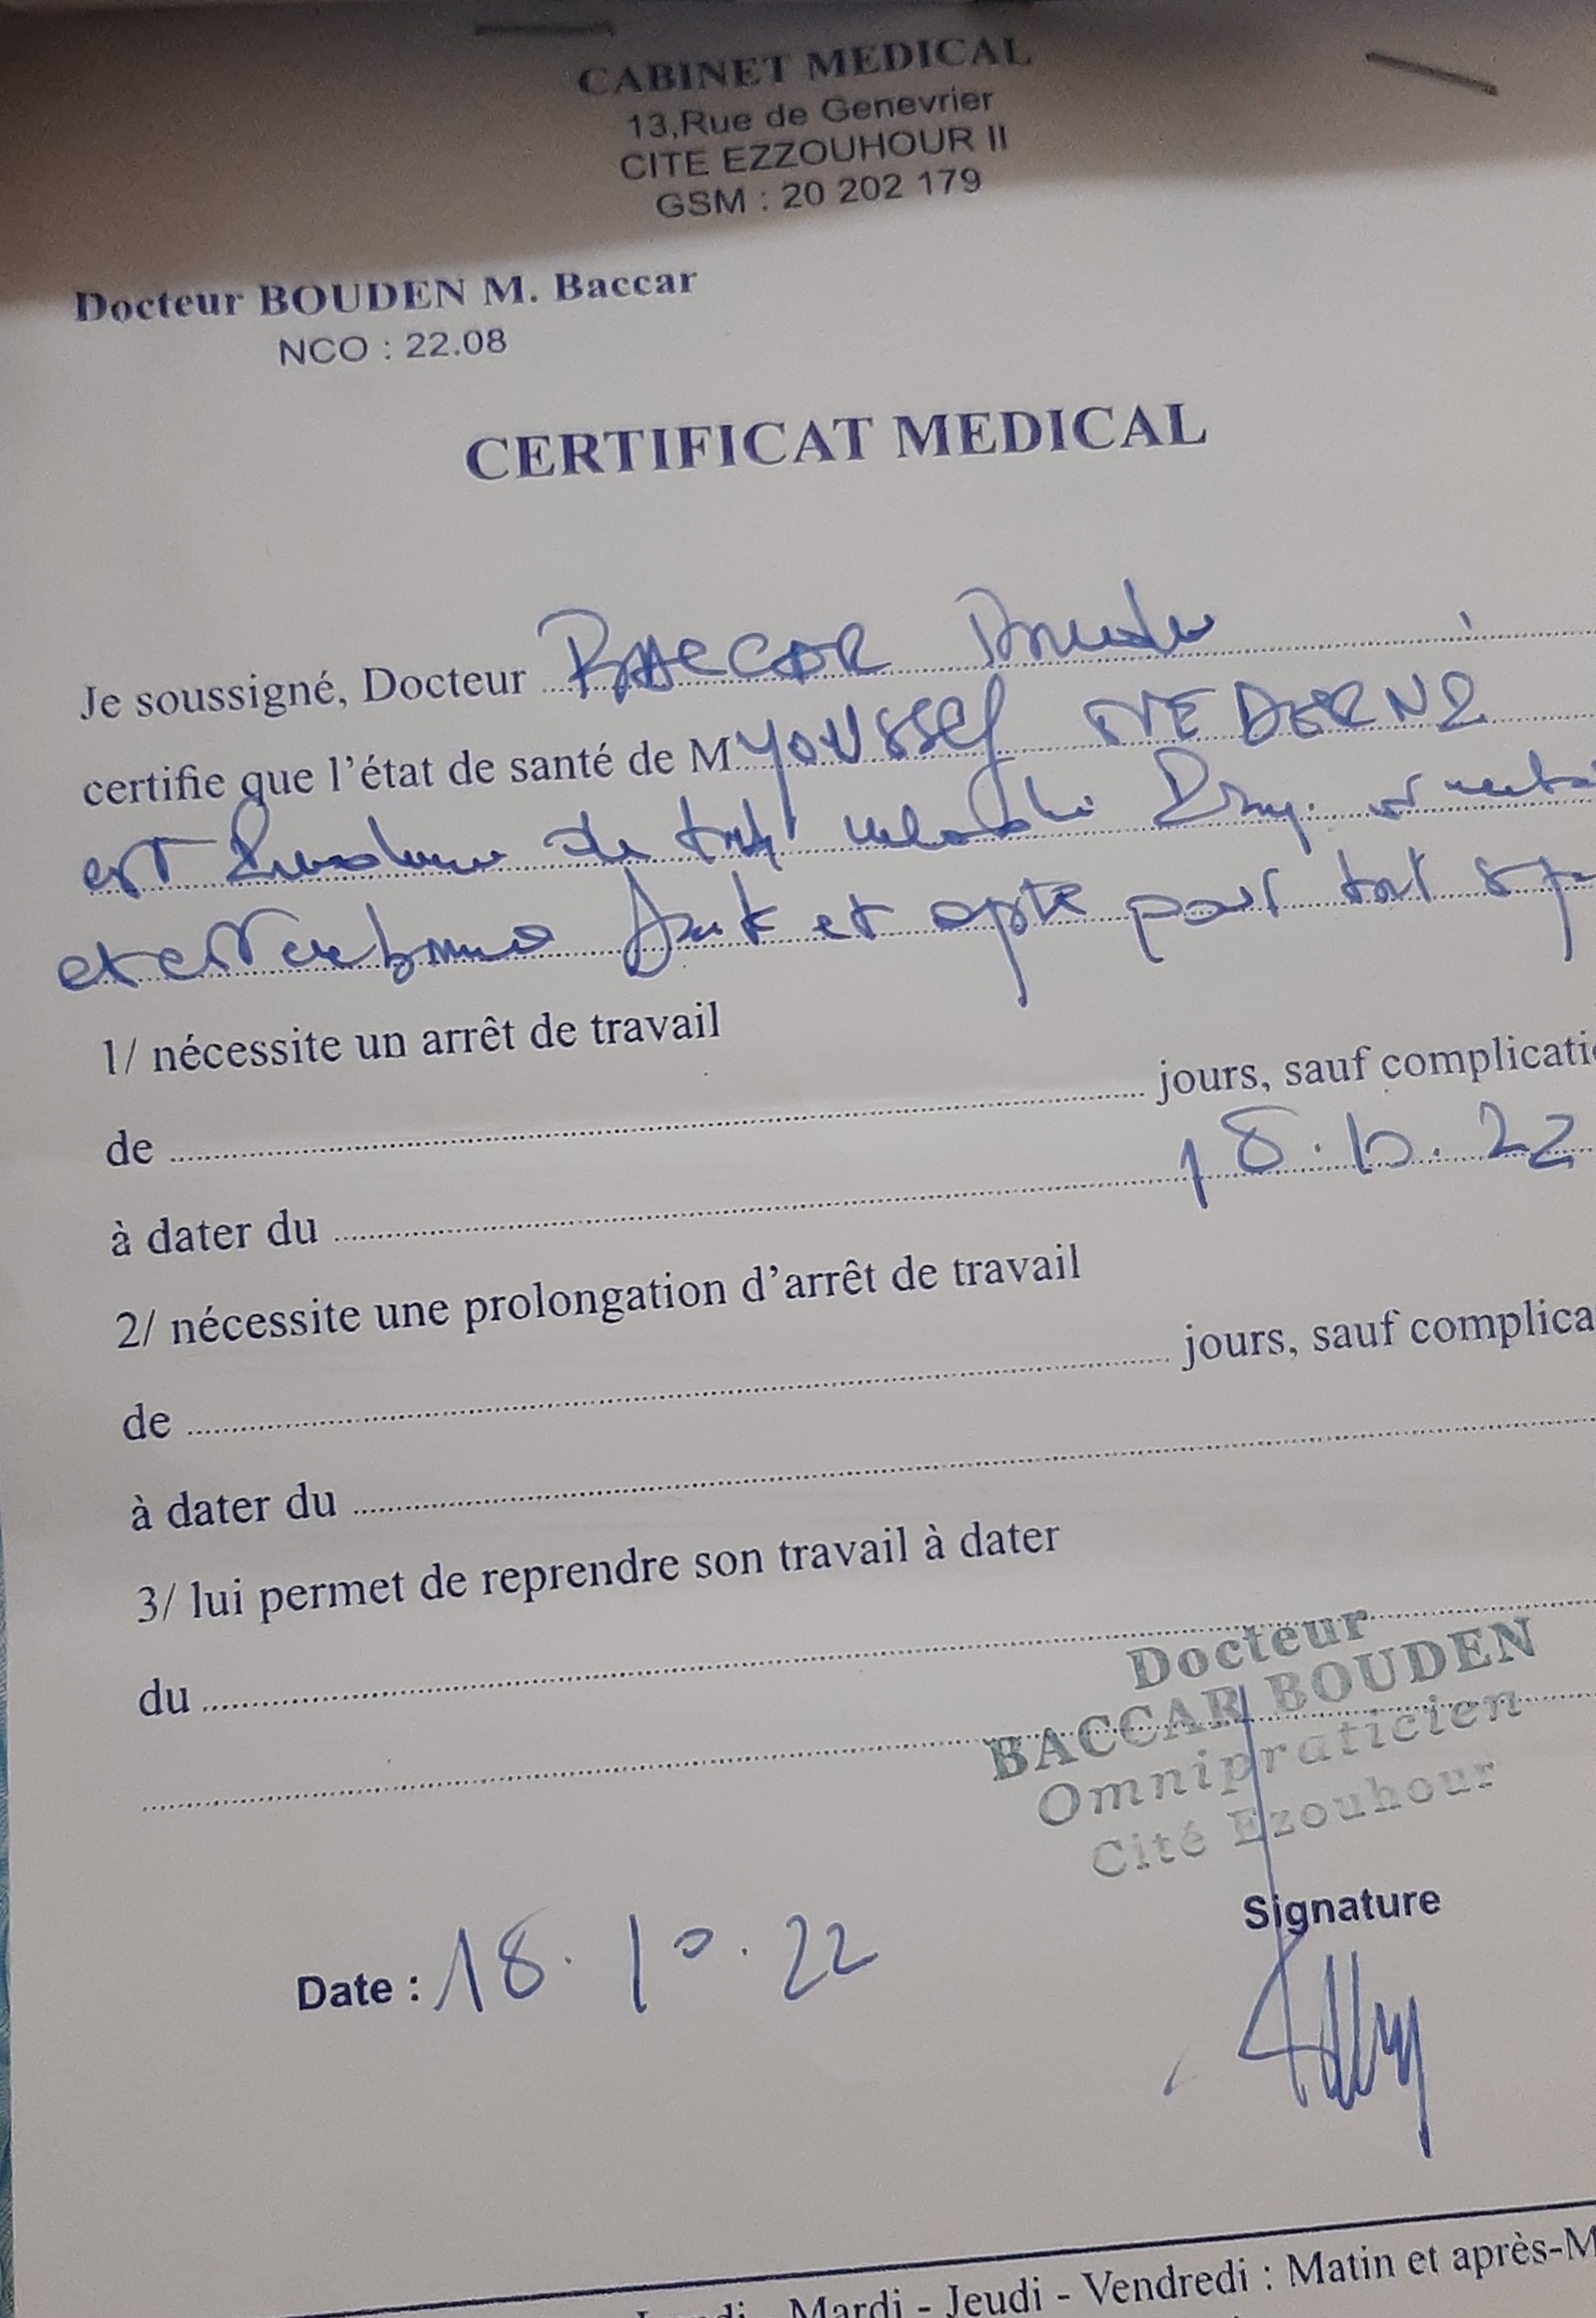 CABINET MEDICAL
13,Rue de Genevrier
CITE EZZOUHOUR II
GSM : 20 202 179
Docteur BOUDEN M. Baccar
NCO : 22.08
CERTIFICAT MEDICAL
Je soussigné, Docteur BACCAR
certifie que l'état de santé de M YOUSSEF
est
et est et apte pour tout
1/ nécessite un arrêt de travail
de jours, sauf
à dater du 18.10.22
2/ nécessite une prolongation d'arrêt de travail
de jours, sauf
à dater du
3/ lui permet de reprendre son travail à dater
du
Docteur
BACCAR BOUDEN
Omnipraticien
Cité Ezouhour
Signature
Date : 18.10.22
Mardi - Jeudi - Vendredi : Matin et